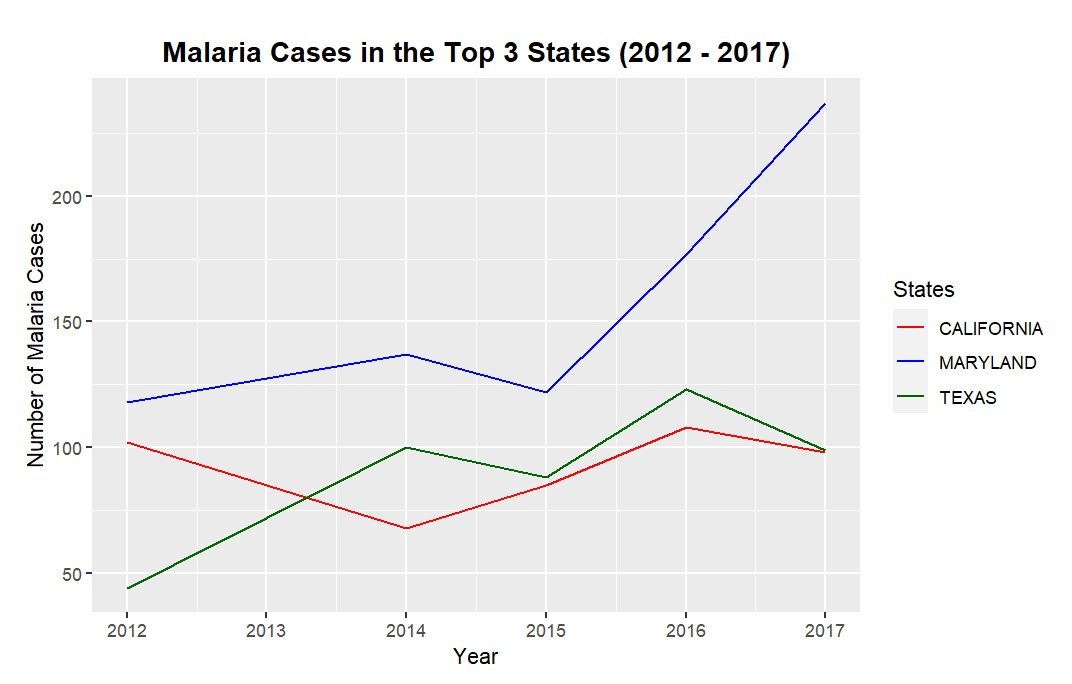 Malaria Cases in the Top 3 States (2012 - 2017)
Number of Malaria Cases
200
150
100
50
2012 2013 2014 2015 2016 2017
Year
States
CALIFORNIA
MARYLAND
TEXAS